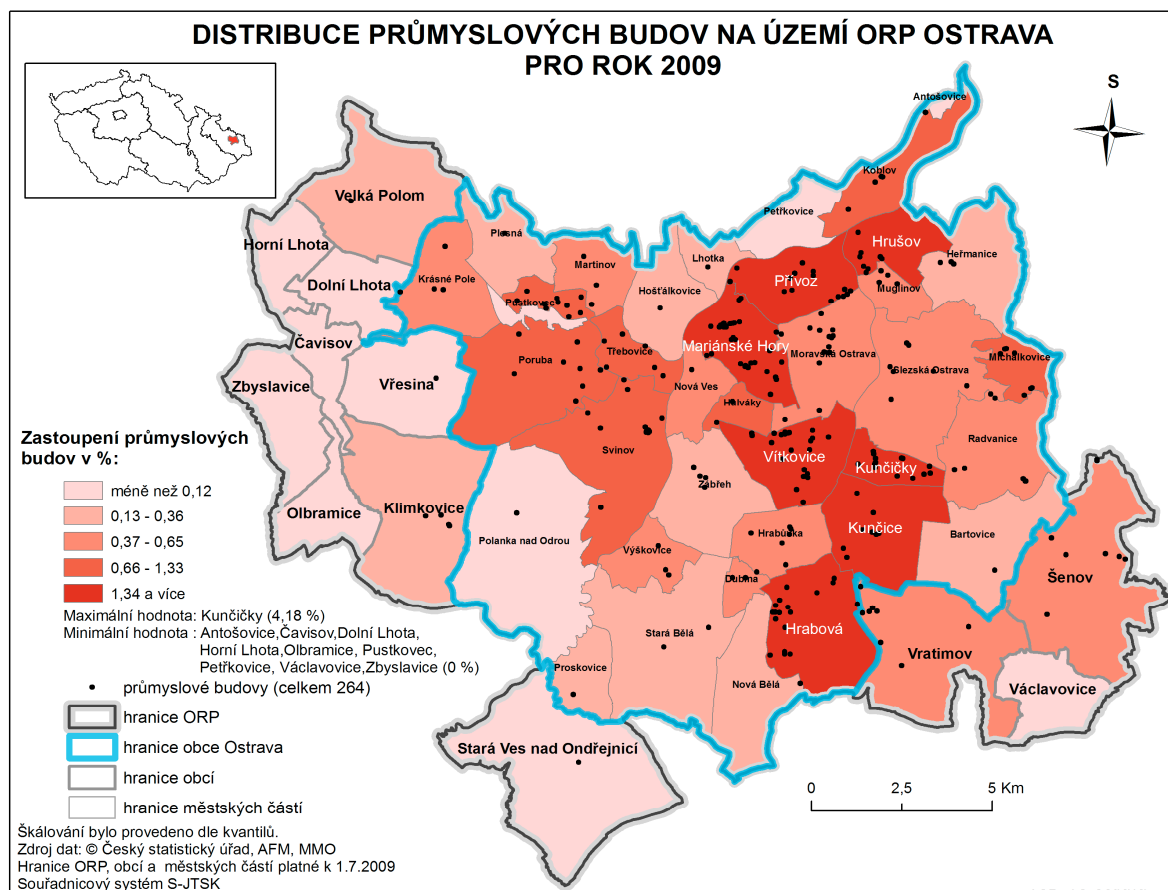 DISTRIBUCE PRŮMYSLOVÝCH BUDOV NA ÚZEMÍ ORP OSTRAVA
PRO ROK 2009
S
Antošovice
Koblov
Petřkovice
Velká Polom
Horní Lhota
Plesná
Hrušov
Heřmanice
Martinov
Lhotka
Dolní Lhota
Krásné Pole
Přívoz
Muglinov
Hošťálkovice
Pustkovec
Čavisov
Mariánské Hory
Třebovice
Moravská Ostrava
Michálkovice
Poruba
Slezská Ostrava
Zbyslavice
Vřesina
Nová Ves
Hulváky
Radvanice
Svinov
Vítkovice
Kunčičky
Zábřeh
Olbramice
Klimkovice
Kunčice
Polanka nad Odrou
Hrabůvka
Bartovice
Výškovice
Dubina
Šenov
Hrabová
Stará Bělá
Vratimov
Proskovice
Nová Bělá
Václavovice
Stará Ves nad Ondřejnicí
Zastoupení průmyslových
budov v %:
méně než 0,12
0,13 - 0,36
0,37 - 0,65
0,66 - 1,33
1,34 a více
Maximální hodnota: Kunčičky (4,18 %)
Minimální hodnota : Antošovice,Čavisov,Dolní Lhota,
Horní Lhota,Olbramice, Pustkovec,
Petřkovice, Václavovice,Zbyslavice (0 %)
průmyslové budovy (celkem 264)
hranice ORP
hranice obce Ostrava
hranice obcí
hranice městských částí
0 2,5 5 Km
Škálování bylo provedeno dle kvantilů.
Zdroj dat: © Český statistický úřad, AFM, MMO
Hranice ORP, obcí a městských částí platné k 1.7.2009
Souřadnicový systém S-JTSK